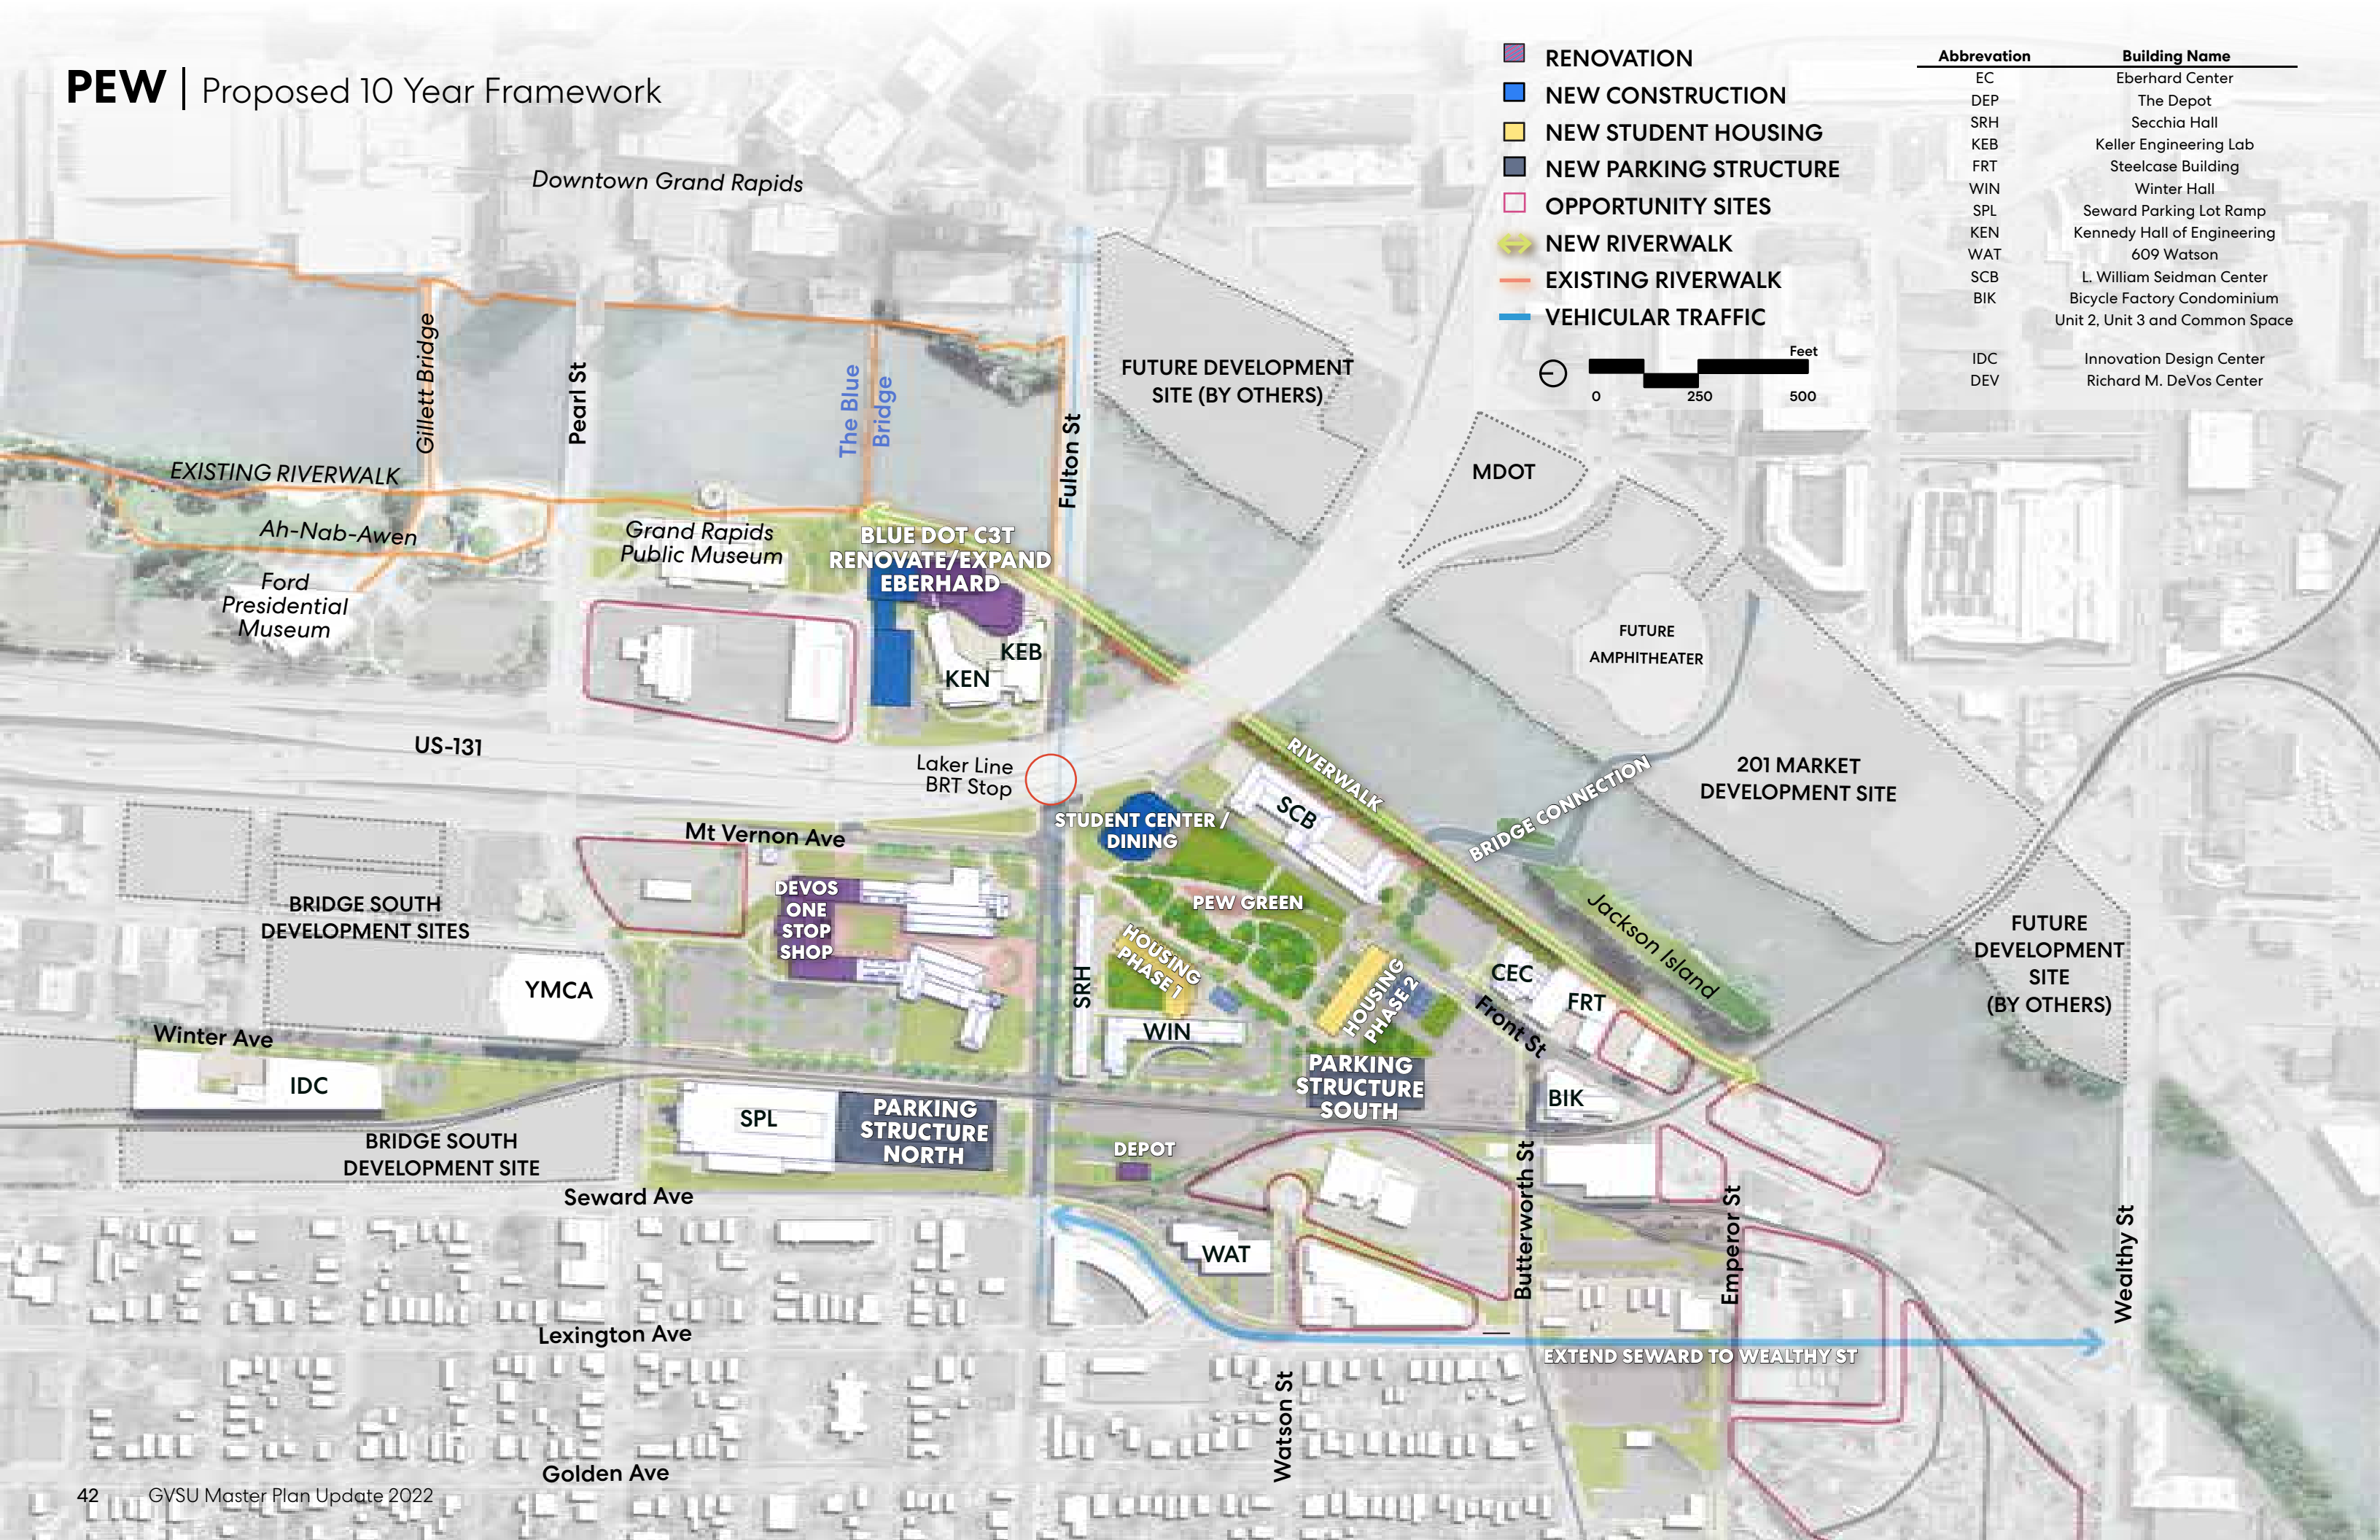 PEW | Proposed 10 Year Framework
RENOVATION
NEW CONSTRUCTION
NEW STUDENT HOUSING
NEW PARKING STRUCTURE
OPPORTUNITY SITES
NEW RIVERWALK
EXISTING RIVERWALK
VEHICULAR TRAFFIC
Feet
0 250 500
Abbrevation Building Name
EC Eberhard Center
DEP The Depot
SRH Secchia Hall
KEB Keller Engineering Lab
FRT Steelcase Building
WIN Winter Hall
SPL Seward Parking Lot Ramp
KEN Kennedy Hall of Engineering
WAT 609 Watson
SCB L. William Seidman Center
BIK Bicycle Factory Condominium
Unit 2, Unit 3 and Common Space
IDC Innovation Design Center
DEV Richard M. DeVos Center
Downtown Grand Rapids
Gillett Bridge
Pearl St
The Blue
Bridge
Fulton St
FUTURE DEVELOPMENT
SITE (BY OTHERS)
MDOT
EXISTING RIVERWALK
Ah-Nab-Awen
Ford
Presidential
Museum
Grand Rapids
Public Museum
BLUE DOT C3T
RENOVATE/EXPAND
EBERHARD
KEB
KEN
FUTURE
AMPHITHEATER
US-131
Laker Line
BRT Stop
RIVERWALK
SCB
BRIDGE CONNECTION
201 MARKET
DEVELOPMENT SITE
STUDENT CENTER /
DINING
Mt Vernon Ave
DEVOS
ONE
STOP
SHOP
BRIDGE SOUTH
DEVELOPMENT SITES
PEW GREEN
Jackson Island
FUTURE
DEVELOPMENT
SITE
(BY OTHERS)
HOUSING
PHASE 1
HOUSING
PHASE 2
CEC
FRT
Front St
YMCA
SRH
WIN
Winter Ave
IDC
PARKING
STRUCTURE
SOUTH
BIK
SPL
PARKING
STRUCTURE
NORTH
BRIDGE SOUTH
DEVELOPMENT SITE
DEPOT
Seward Ave
WAT
Butterworth St
Emperor St
Wealthy St
Lexington Ave
EXTEND SEWARD TO WEALTHY ST
Watson St
Golden Ave
42 GVSU Master Plan Update 2022